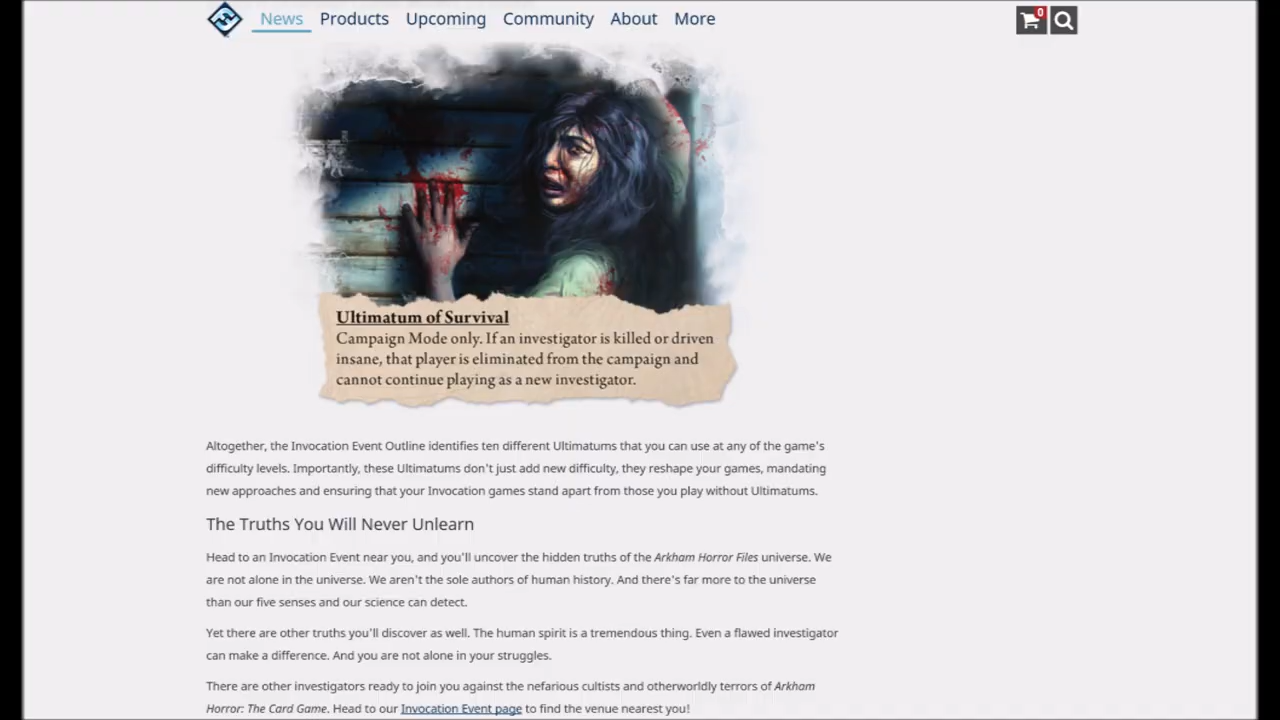 News Products Upcoming Community About More
0
Ultimatum of Survival
Campaign Mode only. If an investigator is killed or driven
insane, that player is eliminated from the campaign and
cannot continue playing as a new investigator.
Altogether, the Invocation Event Outline identifies ten different Ultimatums that you can use at any of the game's
difficulty levels. Importantly, these Ultimatums don't just add new difficulty, they reshape your games, mandating
new approaches and ensuring that your Invocation games stand apart from those you play without Ultimatums.
The Truths You Will Never Unlearn
Head to an Invocation Event near you, and you'll uncover the hidden truths of the Arkham Horror Files universe. We
are not alone in the universe. We aren't the sole authors of human history. And there's far more to the universe
than our five senses and our science can detect.
Yet there are other truths you'll discover as well. The human spirit is a tremendous thing. Even a flawed investigator
can make a difference. And you are not alone in your struggles.
There are other investigators ready to join you against the nefarious cultists and otherworldly terrors of Arkham
Horror: The Card Game. Head to our Invocation Event page to find the venue nearest you!